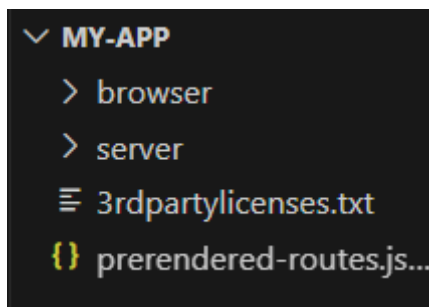 MY-APP
browser
server
3rdpartylicenses.txt
{} prerendered-routes.js...